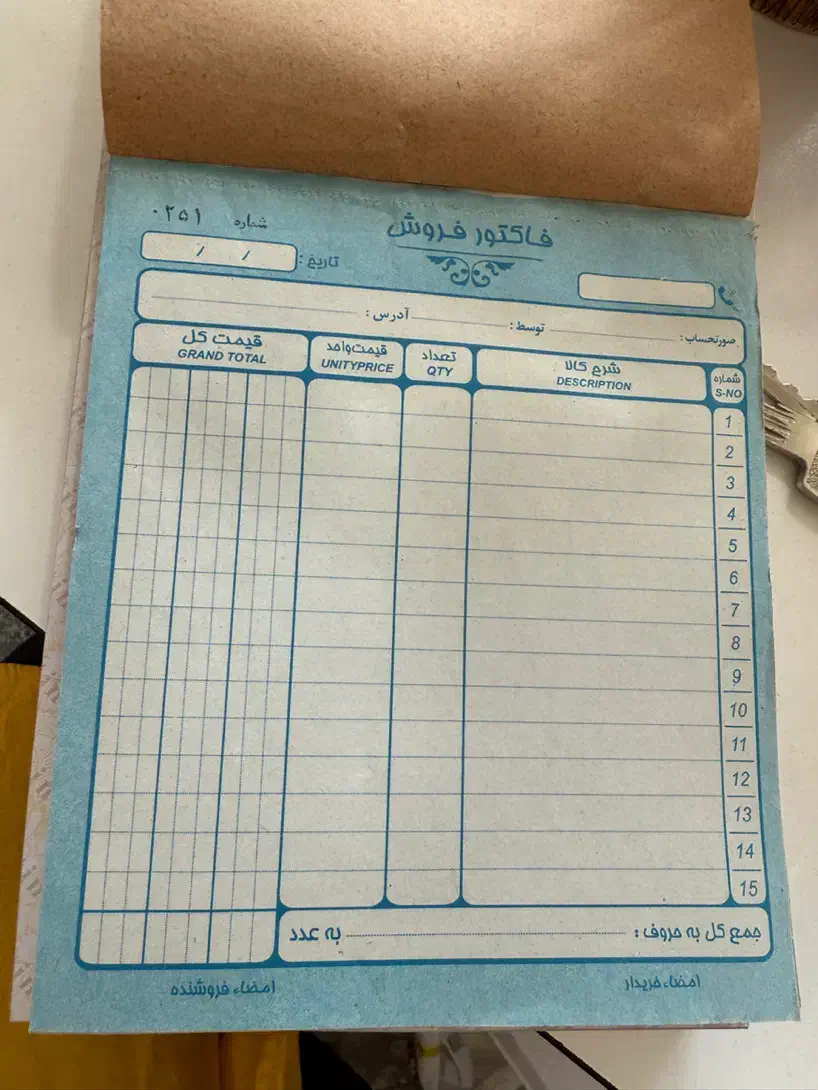 فاکتور فروش
شماره ۰۲۵۱
تاریخ: / /
صورتحساب: توسط: آدرس:
شماره شرح کالا تعداد قیمت واحد قیمت کل
S-NO DESCRIPTION QTY UNITYPRICE GRAND TOTAL
1
2
3
4
5
6
7
8
9
10
11
12
13
14
15
جمع کل به حروف: به عدد
امضاء خریدار امضاء فروشنده